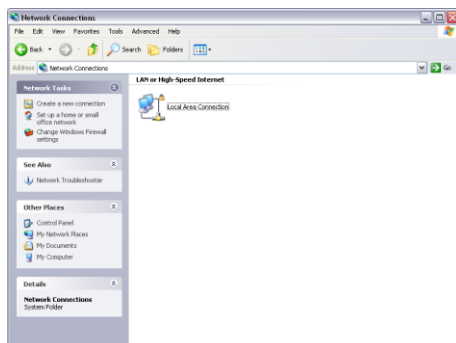 Network Connections
File Edit View Favorites Tools Advanced Help
Back Search Folders
Address Network Connections Go
Network Tasks
Create a new connection
Set up a home or small
office network
Change Windows Firewall
settings
See Also
Network Troubleshooter
Other Places
Control Panel
My Network Places
My Documents
My Computer
Details
Network Connections
System Folder
LAN or High-Speed Internet
Local Area Connection